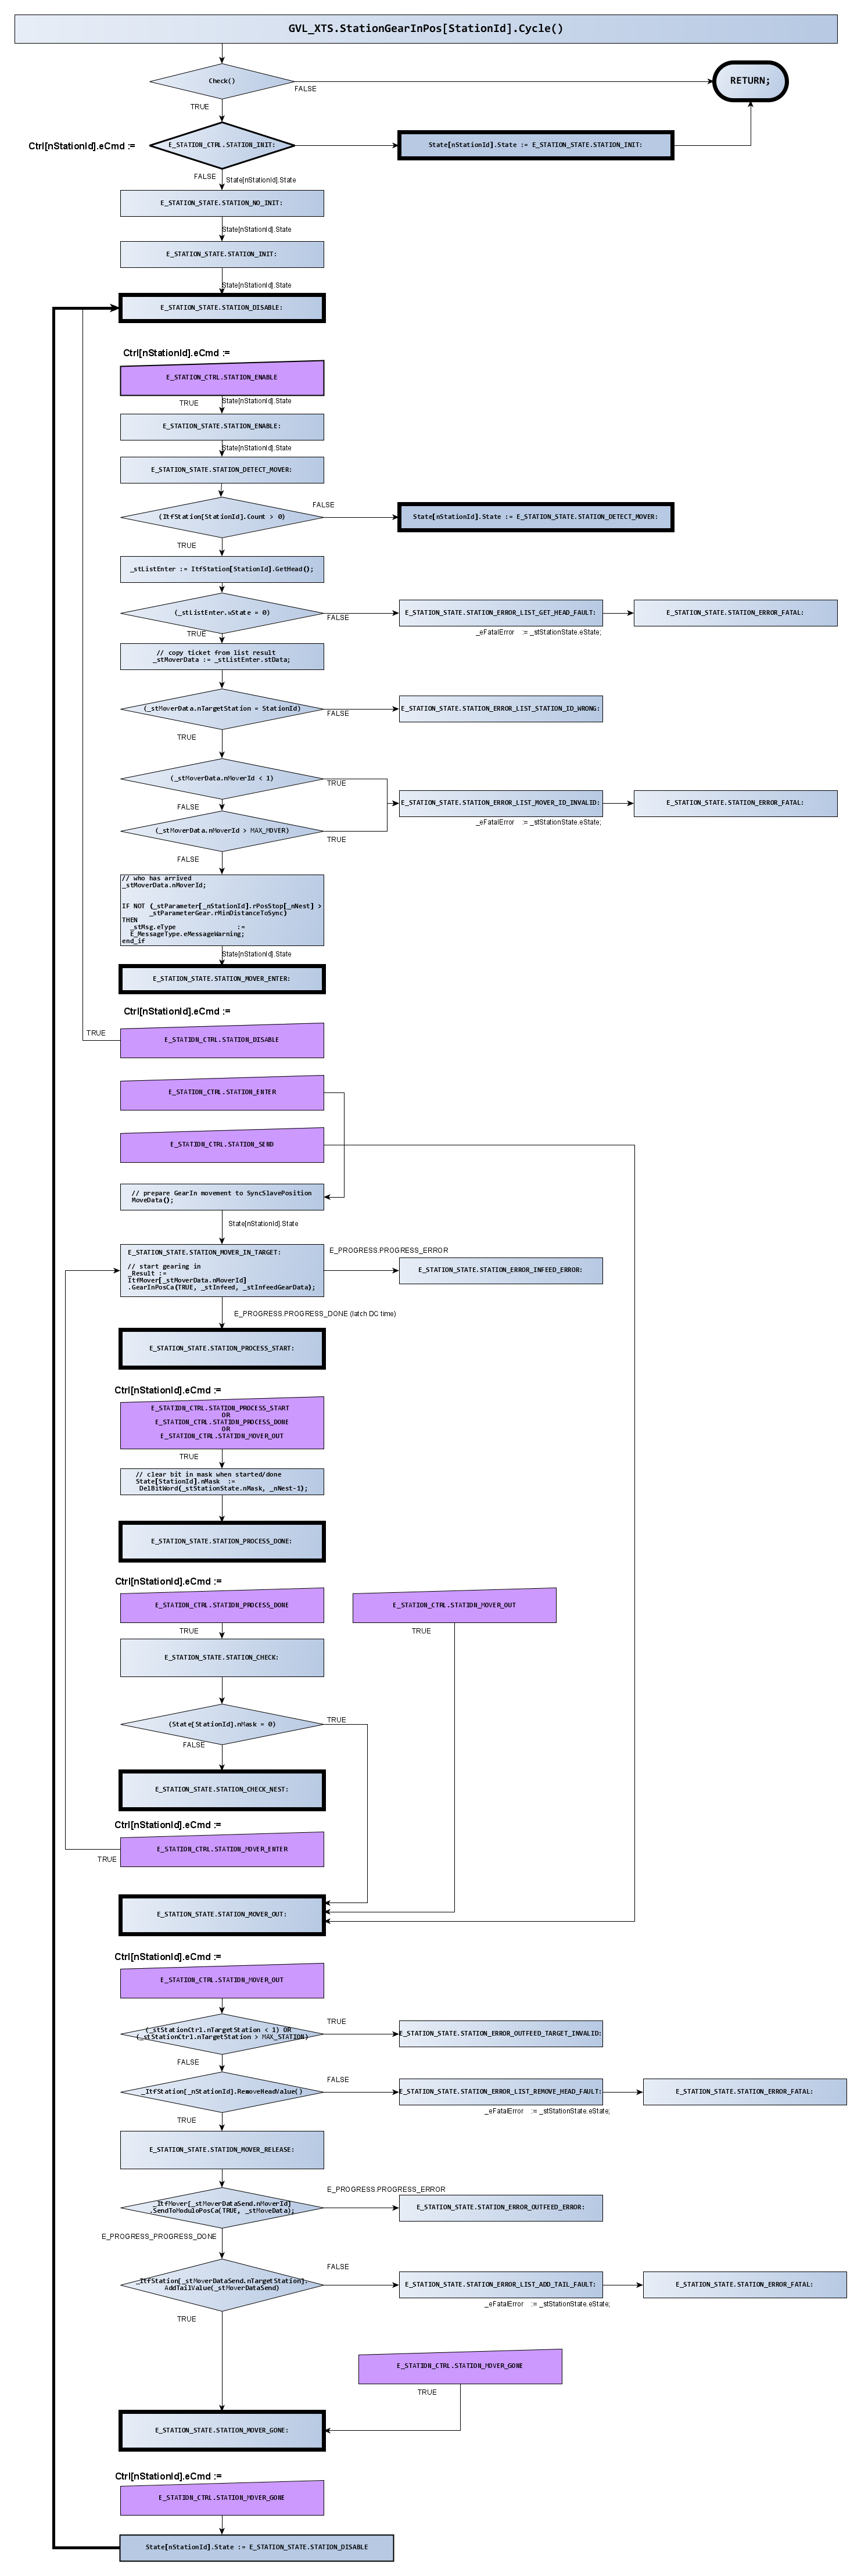 GVL_XTS.StationGearInPos[StationId].Cycle()
Check()
FALSE
RETURN;
TRUE
Ctrl[nStationId].eCmd :=
E_STATION_CTRL.STATION_INIT:
State[nStationId].State := E_STATION_STATE.STATION_INIT:
FALSE
State[nStationId].State
E_STATION_STATE.STATION_NO_INIT:
State[nStationId].State
E_STATION_STATE.STATION_INIT:
State[nStationId].State
E_STATION_STATE.STATION_DISABLE:
Ctrl[nStationId].eCmd :=
E_STATION_CTRL.STATION_ENABLE
TRUE
State[nStationId].State
E_STATION_STATE.STATION_ENABLE:
State[nStationId].State
E_STATION_STATE.STATION_DETECT_MOVER:
(ItfStation[StationId].Count > 0)
FALSE
State[nStationId].State := E_STATION_STATE.STATION_DETECT_MOVER:
TRUE
_stListEnter := ItfStation[StationId].GetHead();
(_stListEnter.wState = 0)
FALSE
E_STATION_STATE.STATION_ERROR_LIST_GET_HEAD_FAULT:
E_STATION_STATE.STATION_ERROR_FATAL:
_eFatalError := _stStationState.eState;
TRUE
// copy ticket from list result
_stMoverData := _stListEnter.stData;
(_stMoverData.nTargetStation = StationId)
FALSE
E_STATION_STATE.STATION_ERROR_LIST_STATION_ID_WRONG:
TRUE
(_stMoverData.nMoverId < 1)
TRUE
FALSE
E_STATION_STATE.STATION_ERROR_LIST_MOVER_ID_INVALID:
E_STATION_STATE.STATION_ERROR_FATAL:
_eFatalError := _stStationState.eState;
(_stMoverData.nMoverId > MAX_MOVER)
TRUE
FALSE
// who has arrived
_stMoverData.nMoverId;
IF NOT (_stParameter[_nStationId].rPosStop[_nNest] >
_stParameterGear.rMinDistanceToSync)
THEN
_stMsg.eType :=
E_MessageType.eMessageWarning;
end_if
State[nStationId].State
E_STATION_STATE.STATION_MOVER_ENTER:
Ctrl[nStationId].eCmd :=
TRUE
E_STATION_CTRL.STATION_DISABLE
E_STATION_CTRL.STATION_ENTER
E_STATION_CTRL.STATION_SEND
// prepare GearIn movement to SyncSlavePosition
MoveData();
State[nStationId].State
E_STATION_STATE.STATION_MOVER_IN_TARGET:
// start gearing in
_Result :=
ItfMover[_stMoverData.nMoverId]
.GearInPosCa(TRUE, _stInfeed, _stInfeedGearData);
E_PROGRESS.PROGRESS_ERROR
E_STATION_STATE.STATION_ERROR_INFEED_ERROR:
E_PROGRESS.PROGRESS_DONE (latch DC time)
E_STATION_STATE.STATION_PROCESS_START:
Ctrl[nStationId].eCmd :=
E_STATION_CTRL.STATION_PROCESS_START
OR
E_STATION_CTRL.STATION_PROCESS_DONE
OR
E_STATION_CTRL.STATION_MOVER_OUT
TRUE
// clear bit in mask when started/done
State[StationId].nMask :=
DelBitWord(_stStationState.nMask, _nNest-1);
E_STATION_STATE.STATION_PROCESS_DONE:
Ctrl[nStationId].eCmd :=
E_STATION_CTRL.STATION_PROCESS_DONE
E_STATION_CTRL.STATION_MOVER_OUT
TRUE
TRUE
E_STATION_STATE.STATION_CHECK:
(State[StationId].nMask = 0)
TRUE
FALSE
E_STATION_STATE.STATION_CHECK_NEST:
Ctrl[nStationId].eCmd :=
E_STATION_CTRL.STATION_MOVER_ENTER
TRUE
E_STATION_STATE.STATION_MOVER_OUT:
Ctrl[nStationId].eCmd :=
E_STATION_CTRL.STATION_MOVER_OUT
(_stStationCtrl.nTargetStation < 1) OR
(_stStationCtrl.nTargetStation > MAX_STATION)
TRUE
E_STATION_STATE.STATION_ERROR_OUTFEED_TARGET_INVALID:
FALSE
_ItfStation[_nStationId].RemoveHeadValue()
FALSE
E_STATION_STATE.STATION_ERROR_LIST_REMOVE_HEAD_FAULT:
E_STATION_STATE.STATION_ERROR_FATAL:
_eFatalError := _stStationState.eState;
TRUE
E_STATION_STATE.STATION_MOVER_RELEASE:
_ItfMover[_stMoverDataSend.nMoverId]
.SendToModuloPosCa(TRUE, _stMoveData);
E_PROGRESS.PROGRESS_ERROR
E_STATION_STATE.STATION_ERROR_OUTFEED_ERROR:
E_PROGRESS_PROGRESS_DONE
_ItfStation[_stMoverDataSend.nTargetStation].
AddTailValue(_stMoverDataSend)
FALSE
E_STATION_STATE.STATION_ERROR_LIST_ADD_TAIL_FAULT:
E_STATION_STATE.STATION_ERROR_FATAL:
_eFatalError := _stStationState.eState;
TRUE
E_STATION_CTRL.STATION_MOVER_GONE
TRUE
E_STATION_STATE.STATION_MOVER_GONE:
Ctrl[nStationId].eCmd :=
E_STATION_CTRL.STATION_MOVER_GONE
State[nStationId].State := E_STATION_STATE.STATION_DISABLE